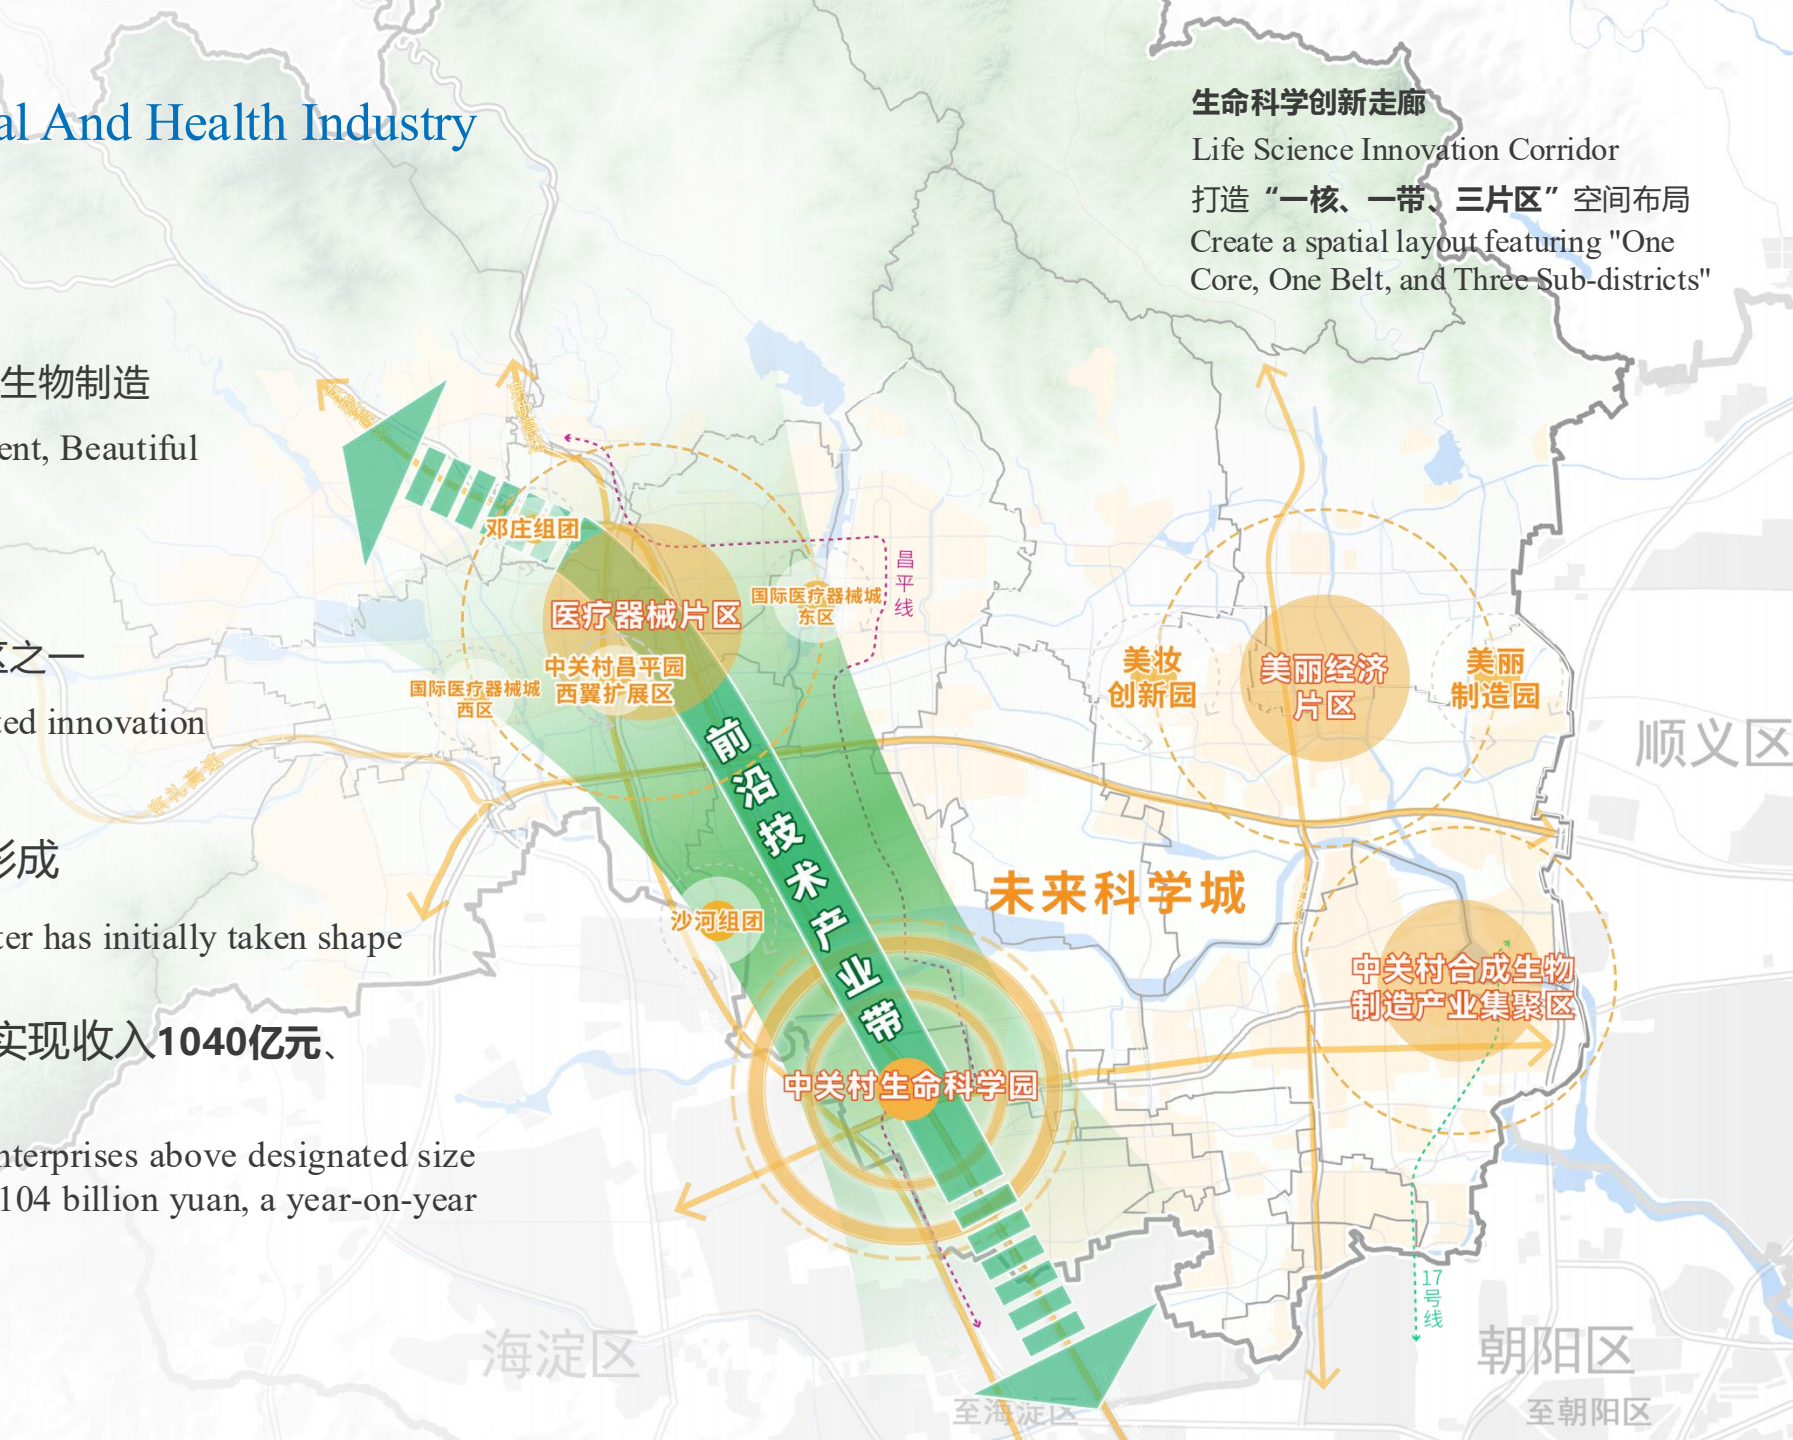 al And Health Industry
生命科学创新走廊
Life Science Innovation Corridor
打造“一核、一带、三片区”空间布局
Create a spatial layout featuring "One
Core, One Belt, and Three Sub-districts"
生物制造
ent, Beautiful
区之一
ted innovation
形成
ter has initially taken shape
实现收入1040亿元、
nterprises above designated size
104 billion yuan, a year-on-year
邓庄组团
医疗器械片区
国际医疗器械城
东区
昌平线
中关村昌平园
西翼扩展区
国际医疗器械城
西区
美妆
创新园
美丽经济
片区
美丽
制造园
顺义区
前沿技术产业带
未来科学城
沙河组团
中关村合成生物
制造产业集聚区
中关村生命科学园
17号线
海淀区
朝阳区
至海淀区
至朝阳区